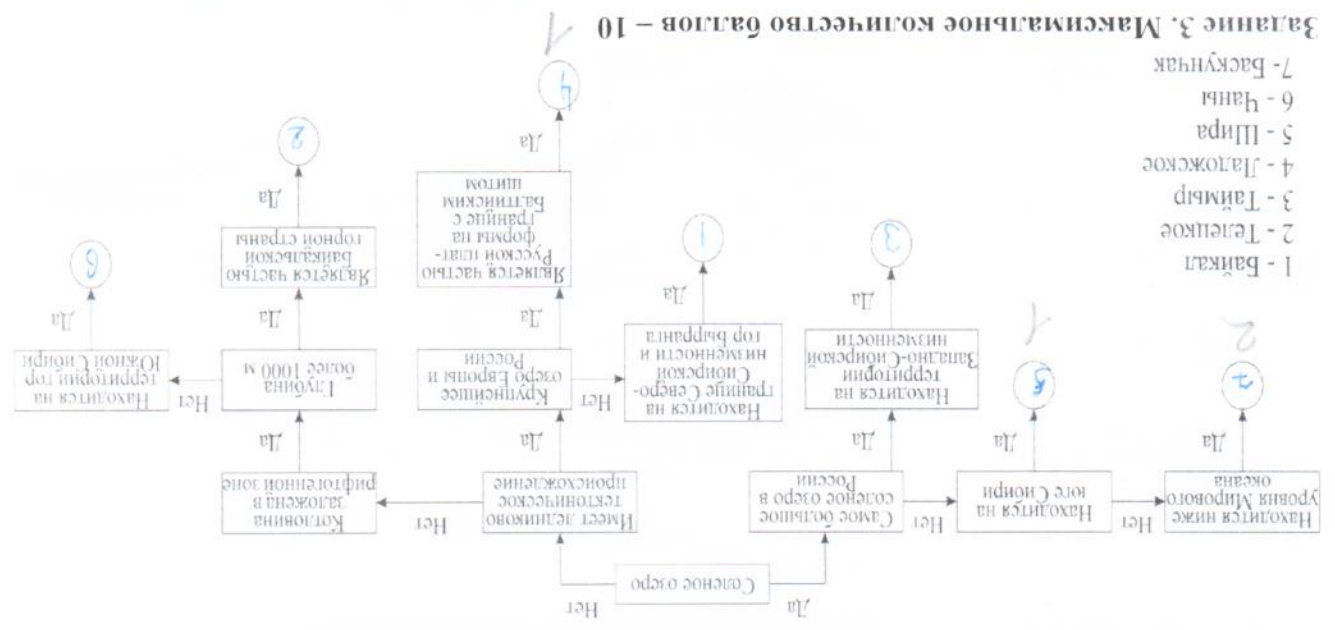 Соленое озеро
Да
Нет
Находится ниже
уровня Мирового
океана
Нет
Находится на
юге Сибири
Нет
Самое большое
соленое озеро в
России
Имеет ледниково
тектоническое
происхождение
Нет
Котловина
заложена в
рифтогенной зоне
Да
Да
Да
Да
Да
7
5
Находится на
территории
Западно-Сибирской
низменности
Находится на
границе Северо-
Сибирской
низменности и
гор Бырранга
Нет
Крупнейшее
озеро Европы и
России
Глубина
более 1000 м
Нет
Находится на
территории гор
Южной Сибири
2
1
Да
Да
Да
Да
Да
3
1
Является частью
Русской плат-
формы на
границе с
Балтийским
щитом
Является частью
Байкальской
горной страны
6
Да
Да
4
2
1
1 - Байкал
2 - Телецкое
3 - Таймыр
4 - Ладожское
5 - Шира
6 - Чаны
7 - Баскунчак
Задание 3. Максимальное количество баллов – 10